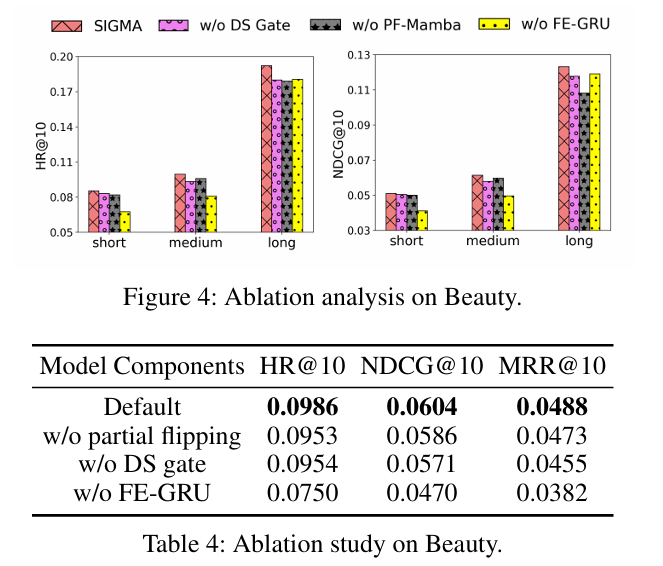 SIGMA w/o DS Gate w/o PF-Mamba w/o FE-GRU
HR@10
0.20
0.17
0.14
0.11
0.08
0.05
short medium long
NDCG@10
0.13
0.11
0.09
0.07
0.05
0.03
short medium long
Figure 4: Ablation analysis on Beauty.
Model Components HR@10 NDCG@10 MRR@10
Default 0.0986 0.0604 0.0488
w/o partial flipping 0.0953 0.0586 0.0473
w/o DS gate 0.0954 0.0571 0.0455
w/o FE-GRU 0.0750 0.0470 0.0382
Table 4: Ablation study on Beauty.